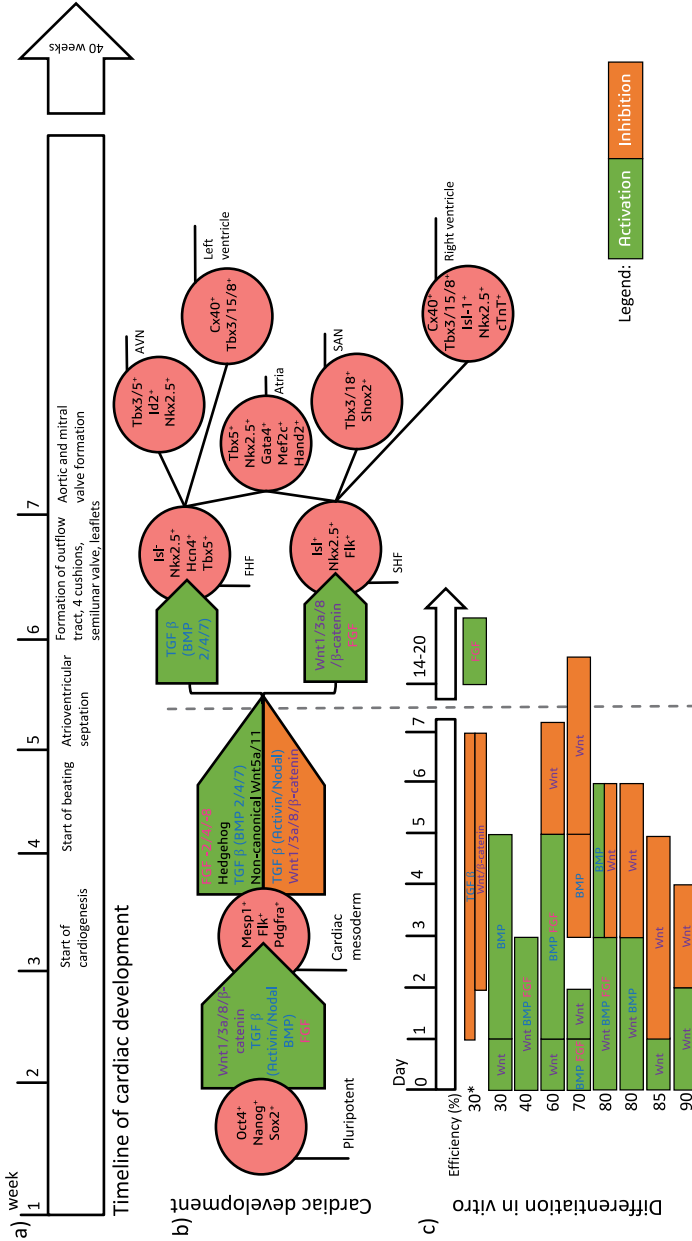 a)
week
1
2
3
4
5
6
7
40 weeks
Start of
cardiogenesis
Start of beating
Atrioventricular
septation
Formation of outflow
tract, 4 cushions,
semilunar valve, leaflets
Aortic and mitral
valve formation
Timeline of cardiac development
b)
Cardiac development
Oct4⁺
Nanog⁺
Sox2⁺
Pluripotent
Wnt1/3a/8/β-
catenin
TGF β
(Activin/Nodal
BMP)
FGF
Mesp1⁺
Flk⁺
Pdgfra⁺
Cardiac
mesoderm
FGF -2/4/-8
Hedgehog
TGF β (BMP 2/4/7)
Non-canonical Wnt5a/11
TGF β (Activin/Nodal)
Wnt1/3a/8/β-catenin
TGF β
(BMP
2/4/7)
Isl⁻
Nkx2.5⁺
Hcn4⁺
Tbx5⁺
FHF
Wnt1/3a/8
/β-catenin
FGF
Isl⁺
Nkx2.5⁺
Flk⁺
SHF
Tbx3/5⁺
Id2⁺
Nkx2.5⁺
AVN
Cx40⁺
Tbx3/15/8⁺
Left
ventricle
Tbx5⁺
Nkx2.5⁺
Gata4⁺
Mef2c⁺
Hand2⁺
Atria
Tbx3/18⁺
Shox2⁺
SAN
Cx40⁺
Tbx3/15/8⁺
Isl-1⁺
Nkx2.5⁺
cTnT⁺
Right ventricle
c)
Differentiation in vitro
Day
0
1
2
3
4
5
6
7
14-20
Efficiency (%)
30*
TGF β
Wnt/β-catenin
FGF
30
Wnt
BMP
40
Wnt BMP FGF
60
Wnt
BMP FGF
Wnt
70
BMP FGF
Wnt
BMP
Wnt
80
Wnt BMP FGF
BMP
Wnt
80
Wnt BMP
Wnt
85
Wnt
Wnt
90
Wnt
Wnt
Legend:
Activation
Inhibition